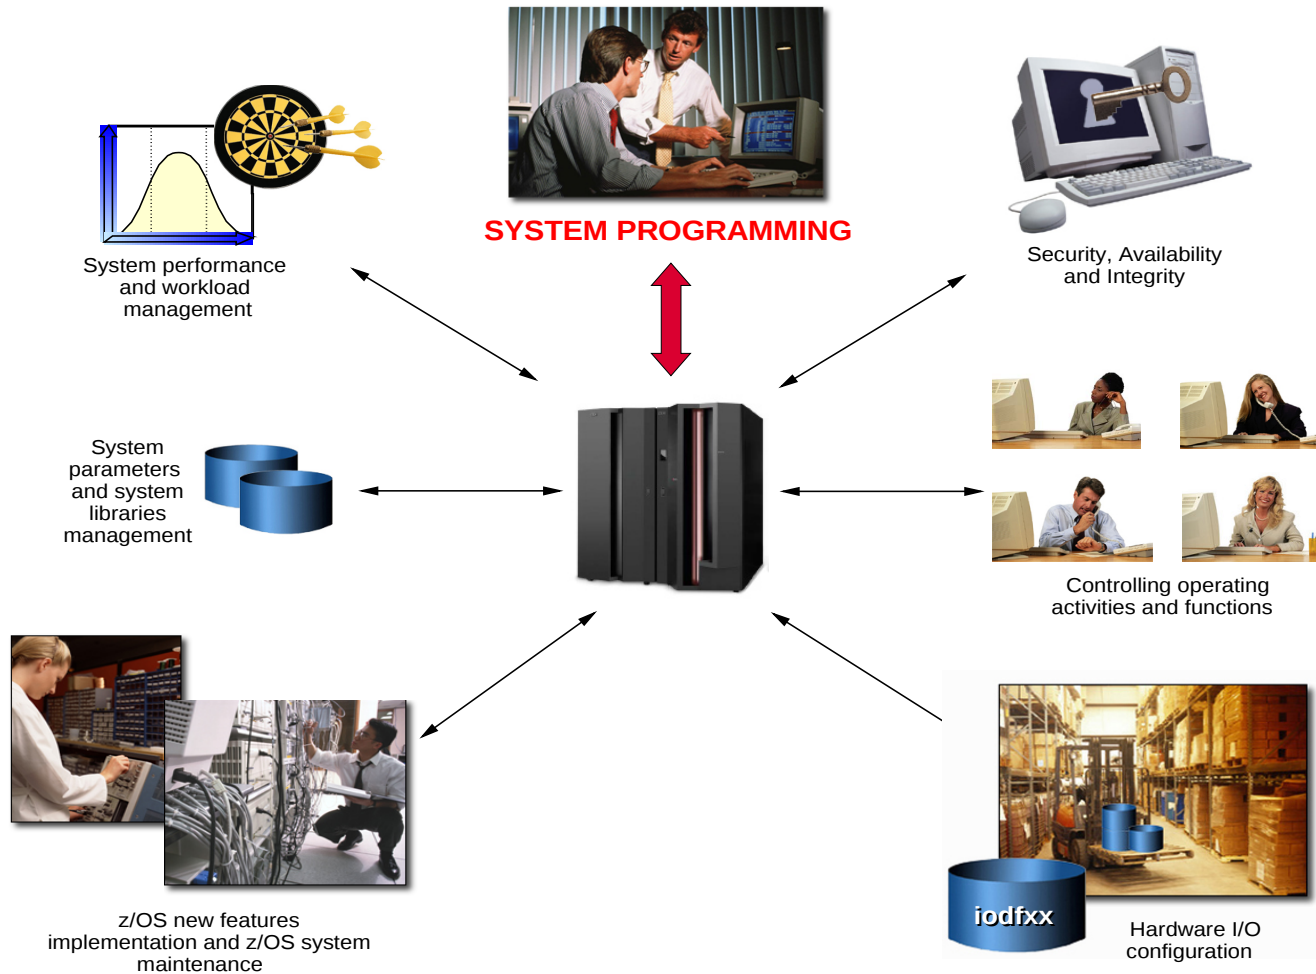 SYSTEM PROGRAMMING
System performance
and workload
management
Security, Availability
and Integrity
System
parameters
and system
libraries
management
Controlling operating
activities and functions
z/OS new features
implementation and z/OS system
maintenance
iodfxx
Hardware I/O
configuration